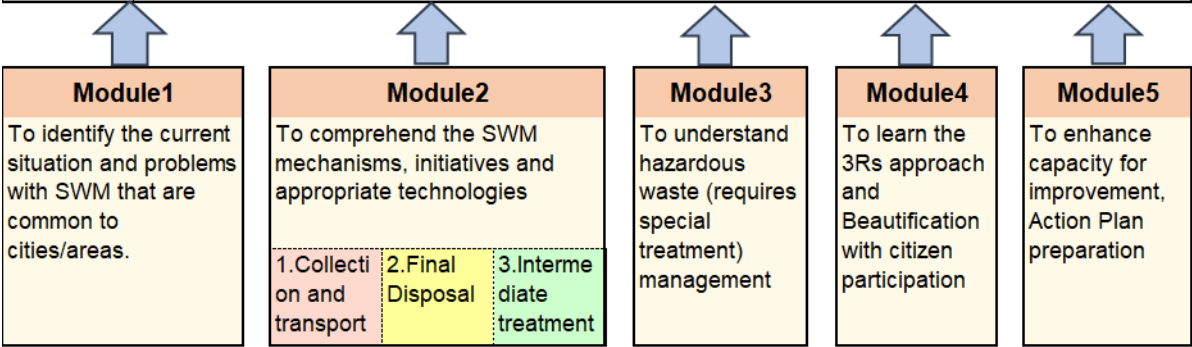 Module1
To identify the current
situation and problems
with SWM that are
common to
cities/areas.
Module2
To comprehend the SWM
mechanisms, initiatives and
appropriate technologies
1.Collecti
on and
transport
2.Final
Disposal
3.Interme
diate
treatment
Module3
To understand
hazardous
waste (requires
special
treatment)
management
Module4
To learn the
3Rs approach
and
Beautification
with citizen
participation
Module5
To enhance
capacity for
improvement,
Action Plan
preparation